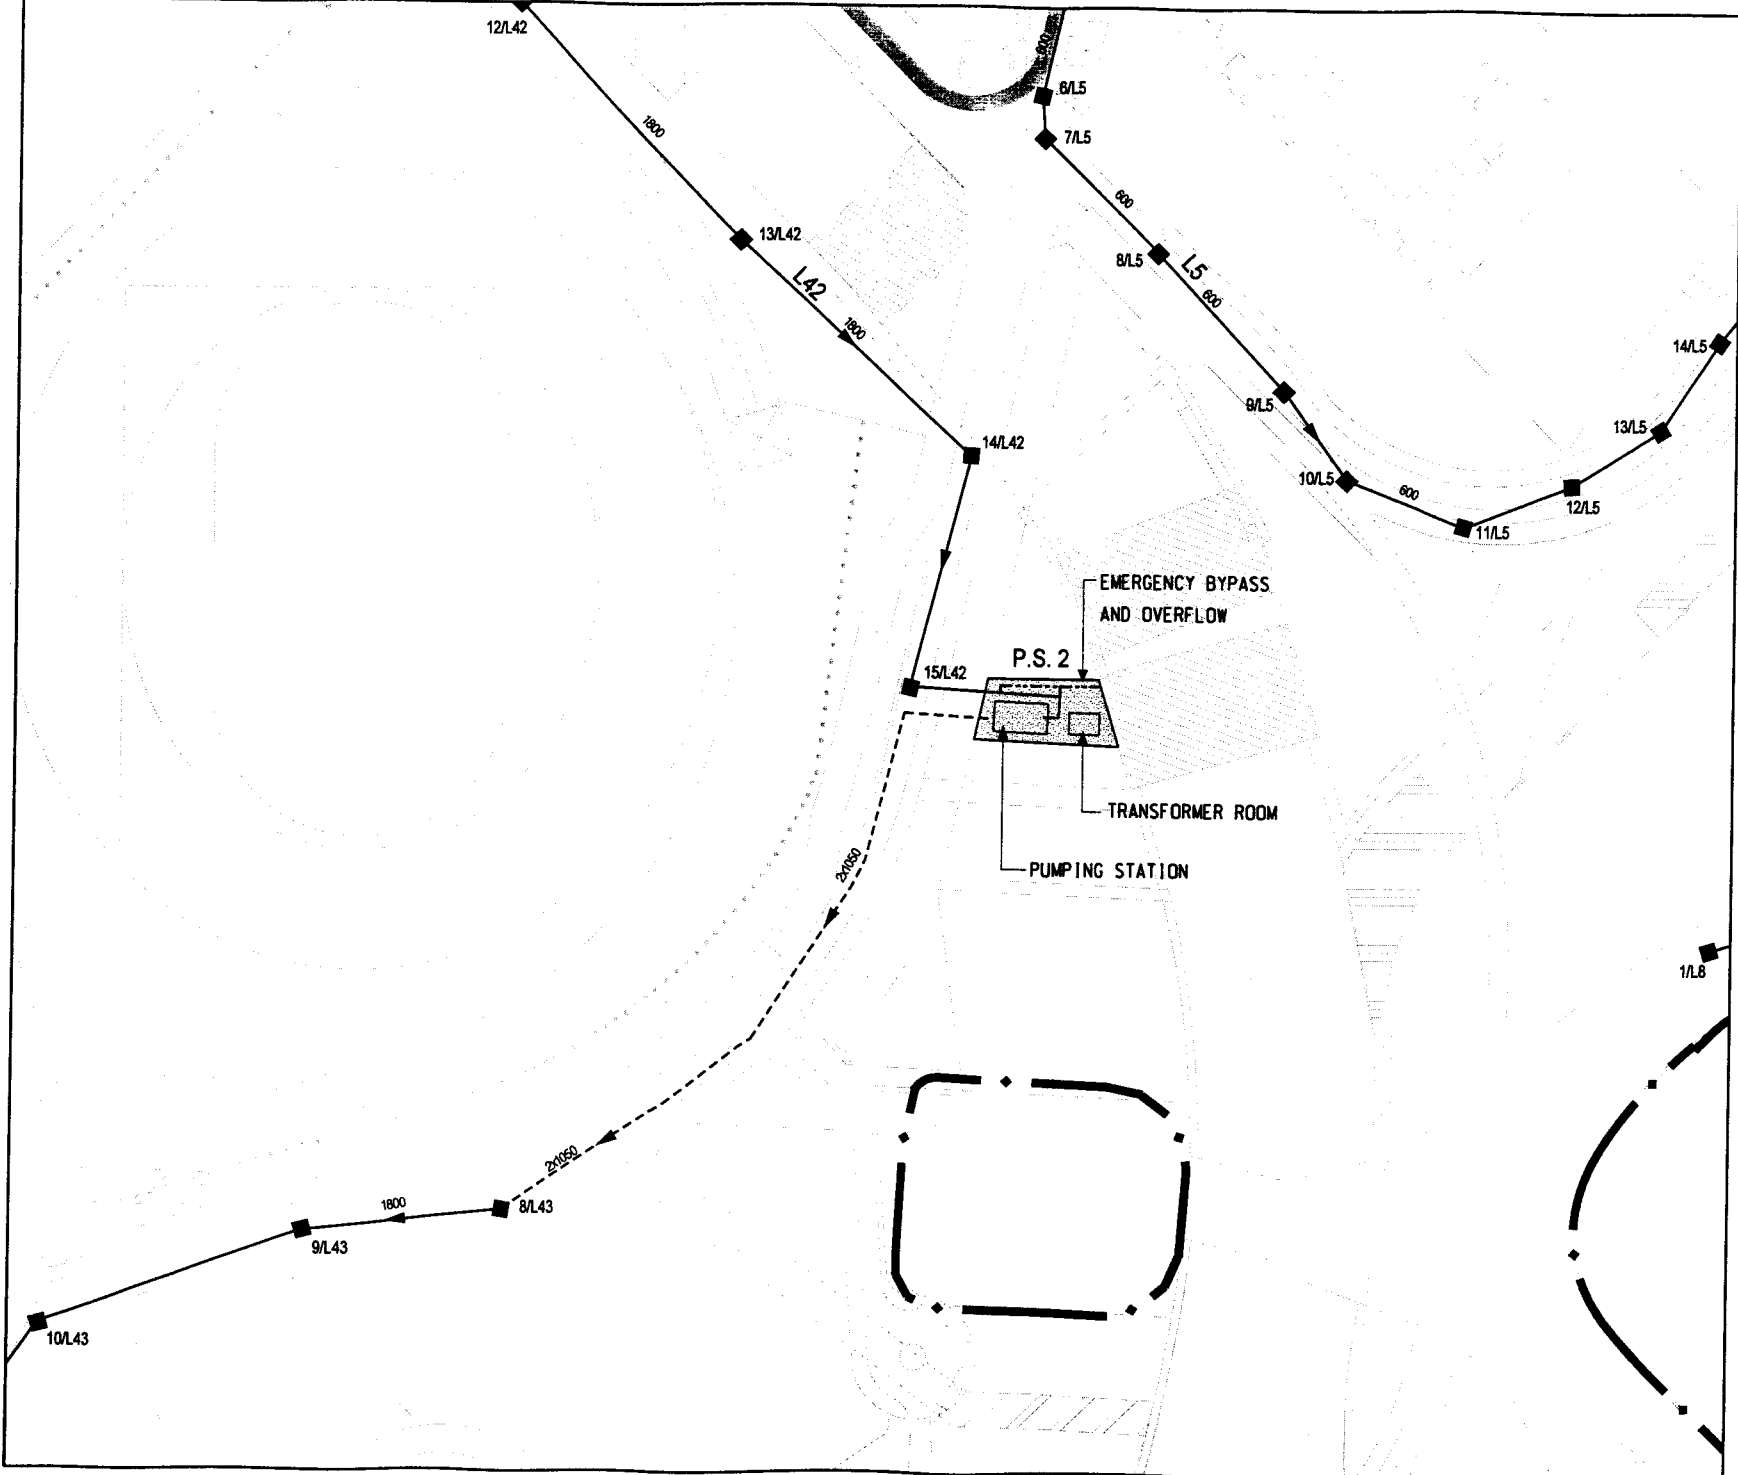 12/L42
600
6/L5
7/L5
1800
600
13/L42
8/L5
L5
L42
600
1800
14/L5
9/L5
13/L5
14/L42
10/L5
600
12/L5
11/L5
EMERGENCY BYPASS
AND OVERFLOW
P.S. 2
15/L42
TRANSFORMER ROOM
2x1050
PUMPING STATION
1/L8
2x1050
1800
8/L43
9/L43
10/L43